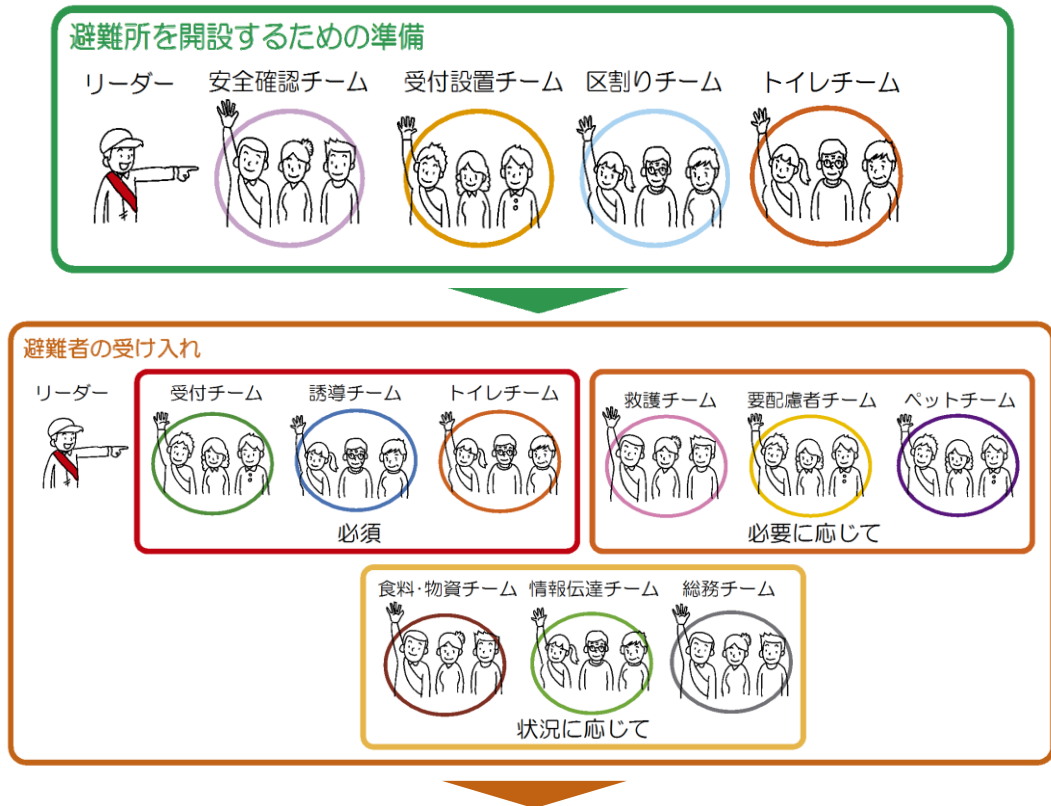 避難所を開設するための準備
リーダー 安全確認チーム 受付設置チーム 区割りチーム トイレチーム
避難者の受け入れ
リーダー 受付チーム 誘導チーム トイレチーム 救護チーム 要配慮者チーム ペットチーム
必須 必要に応じて
食料・物資チーム 情報伝達チーム 総務チーム
状況に応じて